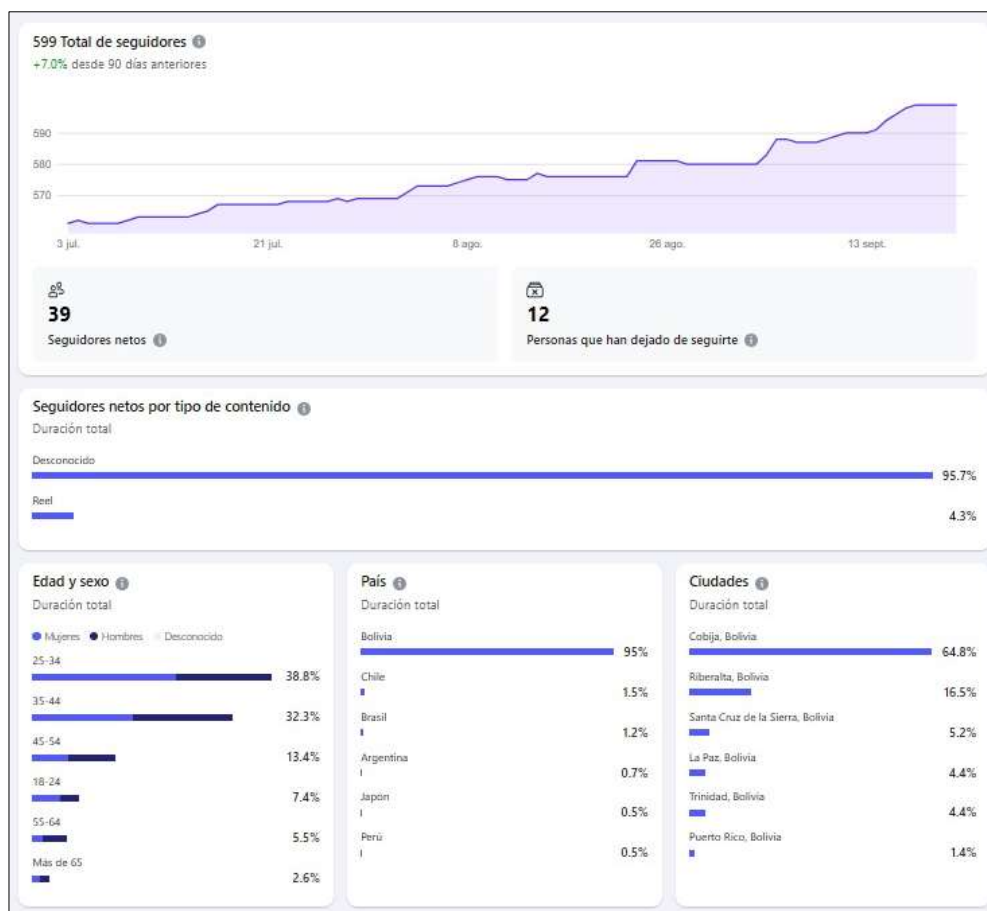 599 Total de seguidores
+7.0% desde 90 días anteriores
590
580
570
3 jul.
21 jul.
8 ago.
26 ago.
13 sept.
39
Seguidores netos
12
Personas que han dejado de seguirte
Seguidores netos por tipo de contenido
Duración total
Desconocido
95.7%
Reel
4.3%
Edad y sexo
Duración total
Mujeres Hombres Desconocido
25-34
38.8%
35-44
32.3%
45-54
13.4%
18-24
7.4%
55-64
5.5%
Más de 65
2.6%
País
Duración total
Bolivia
95%
Chile
1.5%
Brasil
1.2%
Argentina
0.7%
Japón
0.5%
Perú
0.5%
Ciudades
Duración total
Cobija, Bolivia
64.8%
Riberalta, Bolivia
16.5%
Santa Cruz de la Sierra, Bolivia
5.2%
La Paz, Bolivia
4.4%
Trinidad, Bolivia
4.4%
Puerto Rico, Bolivia
1.4%